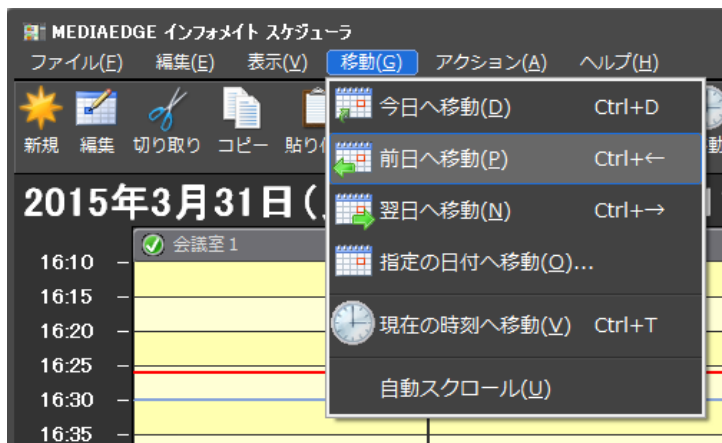 MEDIAEDGE インフォメイト スケジューラ
ファイル(F) 編集(E) 表示(V) 移動(G) アクション(A) ヘルプ(H)
新規 編集 切り取り コピー
今日へ移動(D) Ctrl+D
前日へ移動(P) Ctrl+←
翌日へ移動(N) Ctrl+→
指定の日付へ移動(O)...
現在の時刻へ移動(V) Ctrl+T
自動スクロール(U)
2015年3月31日(
会議室1
16:10
16:15
16:20
16:25
16:30
16:35